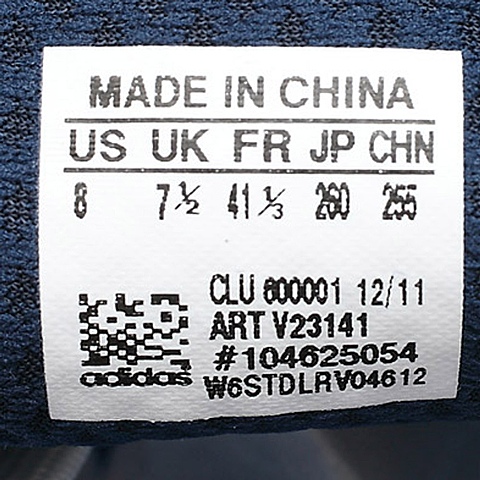 MADE IN CHINA
US UK FR JP CHN
8 7½ 41⅓ 260 255
CLU 600001 12/11
ART V23141
#104625054
adidas W6STDLRV04612